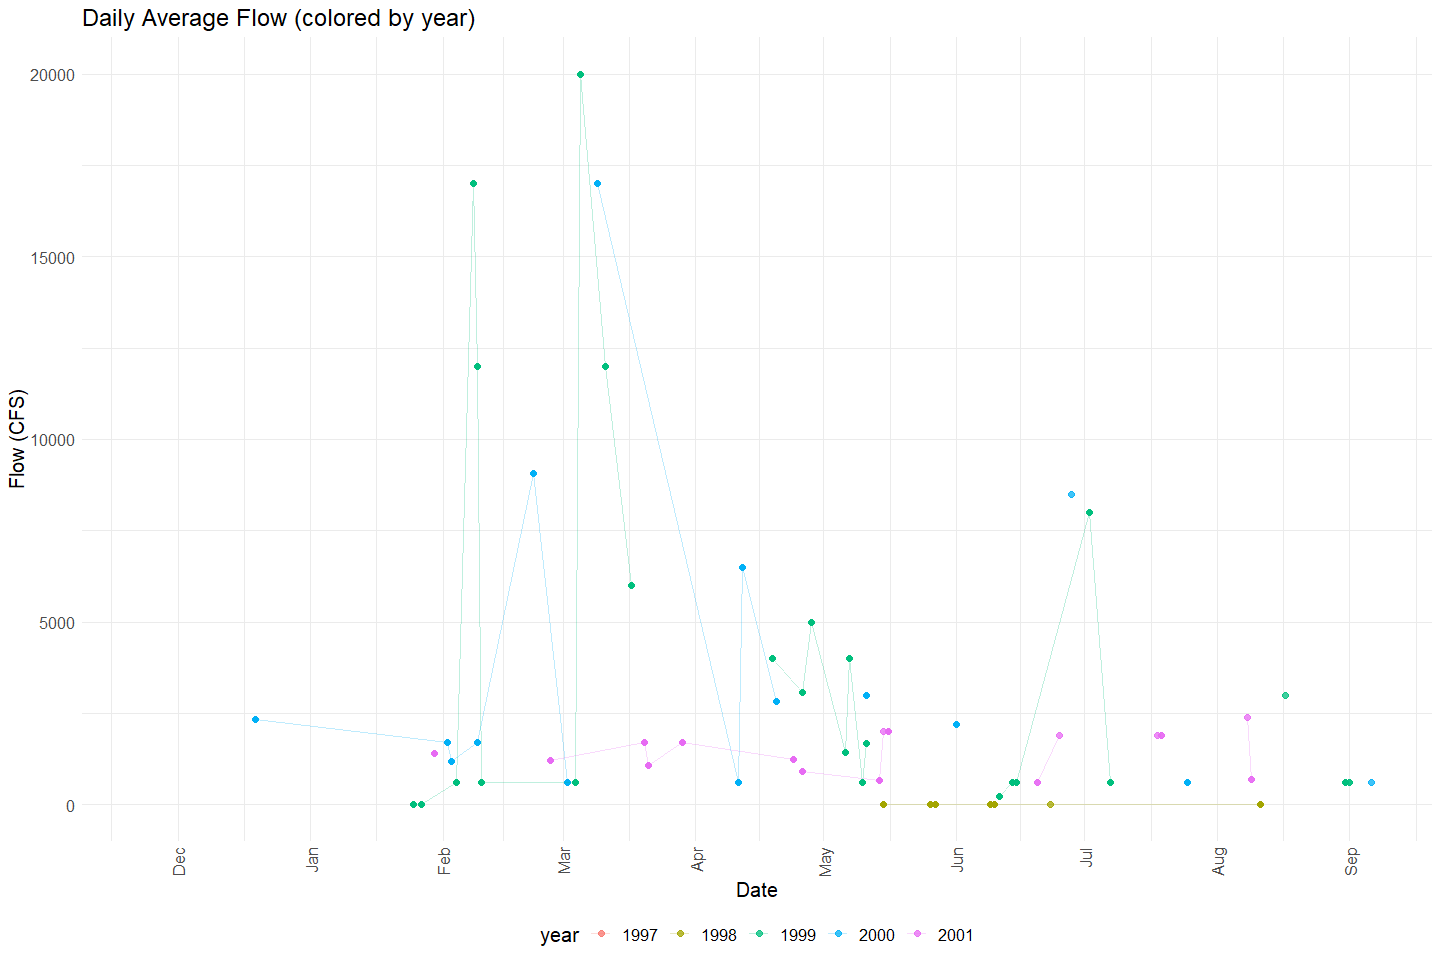 Daily Average Flow (colored by year)
20000
15000
10000
5000
0
Flow (CFS)
Dec Jan Feb Mar Apr May Jun Jul Aug Sep
Date
year 1997 1998 1999 2000 2001